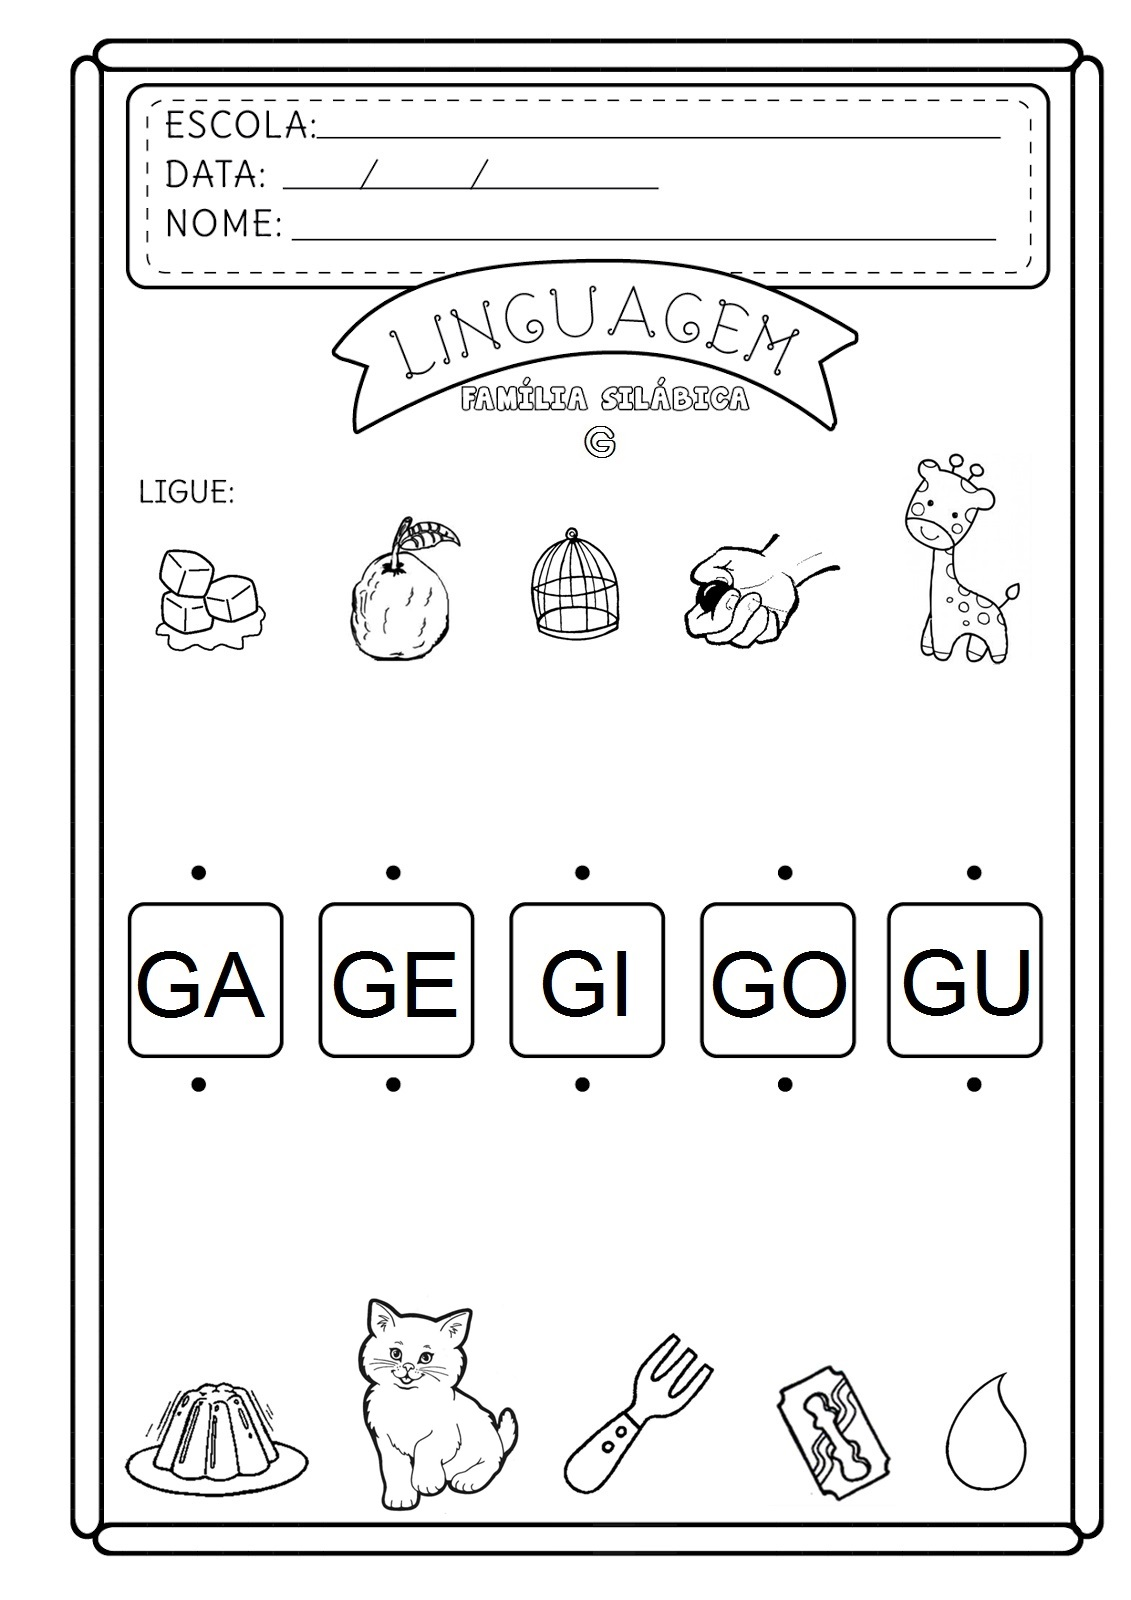 ESCOLA:
DATA: / /
NOME:
LINGUAGEM
FAMÍLIA SILÁBICA
G
LIGUE:
GA GE GI GO GU